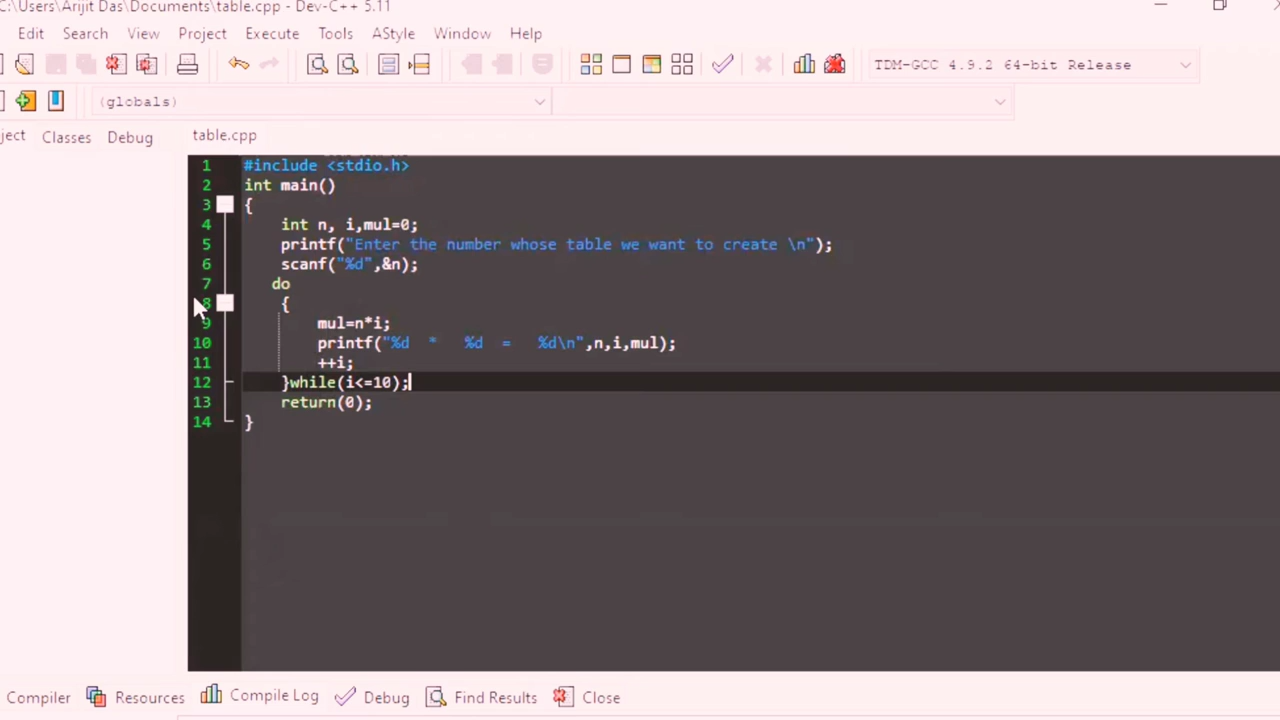 C:\Users\Arijit Das\Documents\table.cpp - Dev-C++ 5.11
Edit Search View Project Execute Tools AStyle Window Help
TDM-GCC 4.9.2 64-bit Release
(globals)
ject Classes Debug table.cpp
1 #include <stdio.h>
2 int main()
3 {
4 int n, i,mul=0;
5 printf("Enter the number whose table we want to create \n");
6 scanf("%d",&n);
7 do
8 {
9 mul=n*i;
10 printf("%d  *   %d  =   %d\n",n,i,mul);
11 ++i;
12 }while(i<=10);
13 return(0);
14 }
Compiler Resources Compile Log Debug Find Results Close